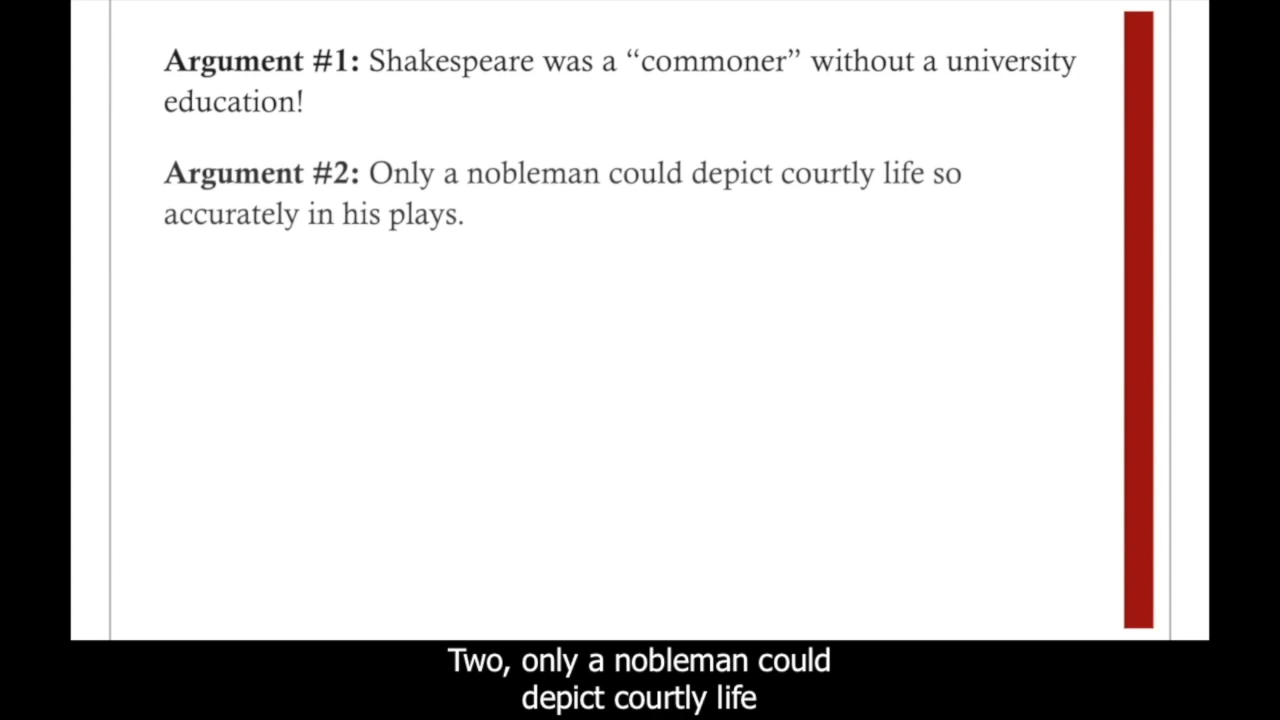 Argument #1: Shakespeare was a “commoner” without a university
education!
Argument #2: Only a nobleman could depict courtly life so
accurately in his plays.
Two, only a nobleman could
depict courtly life